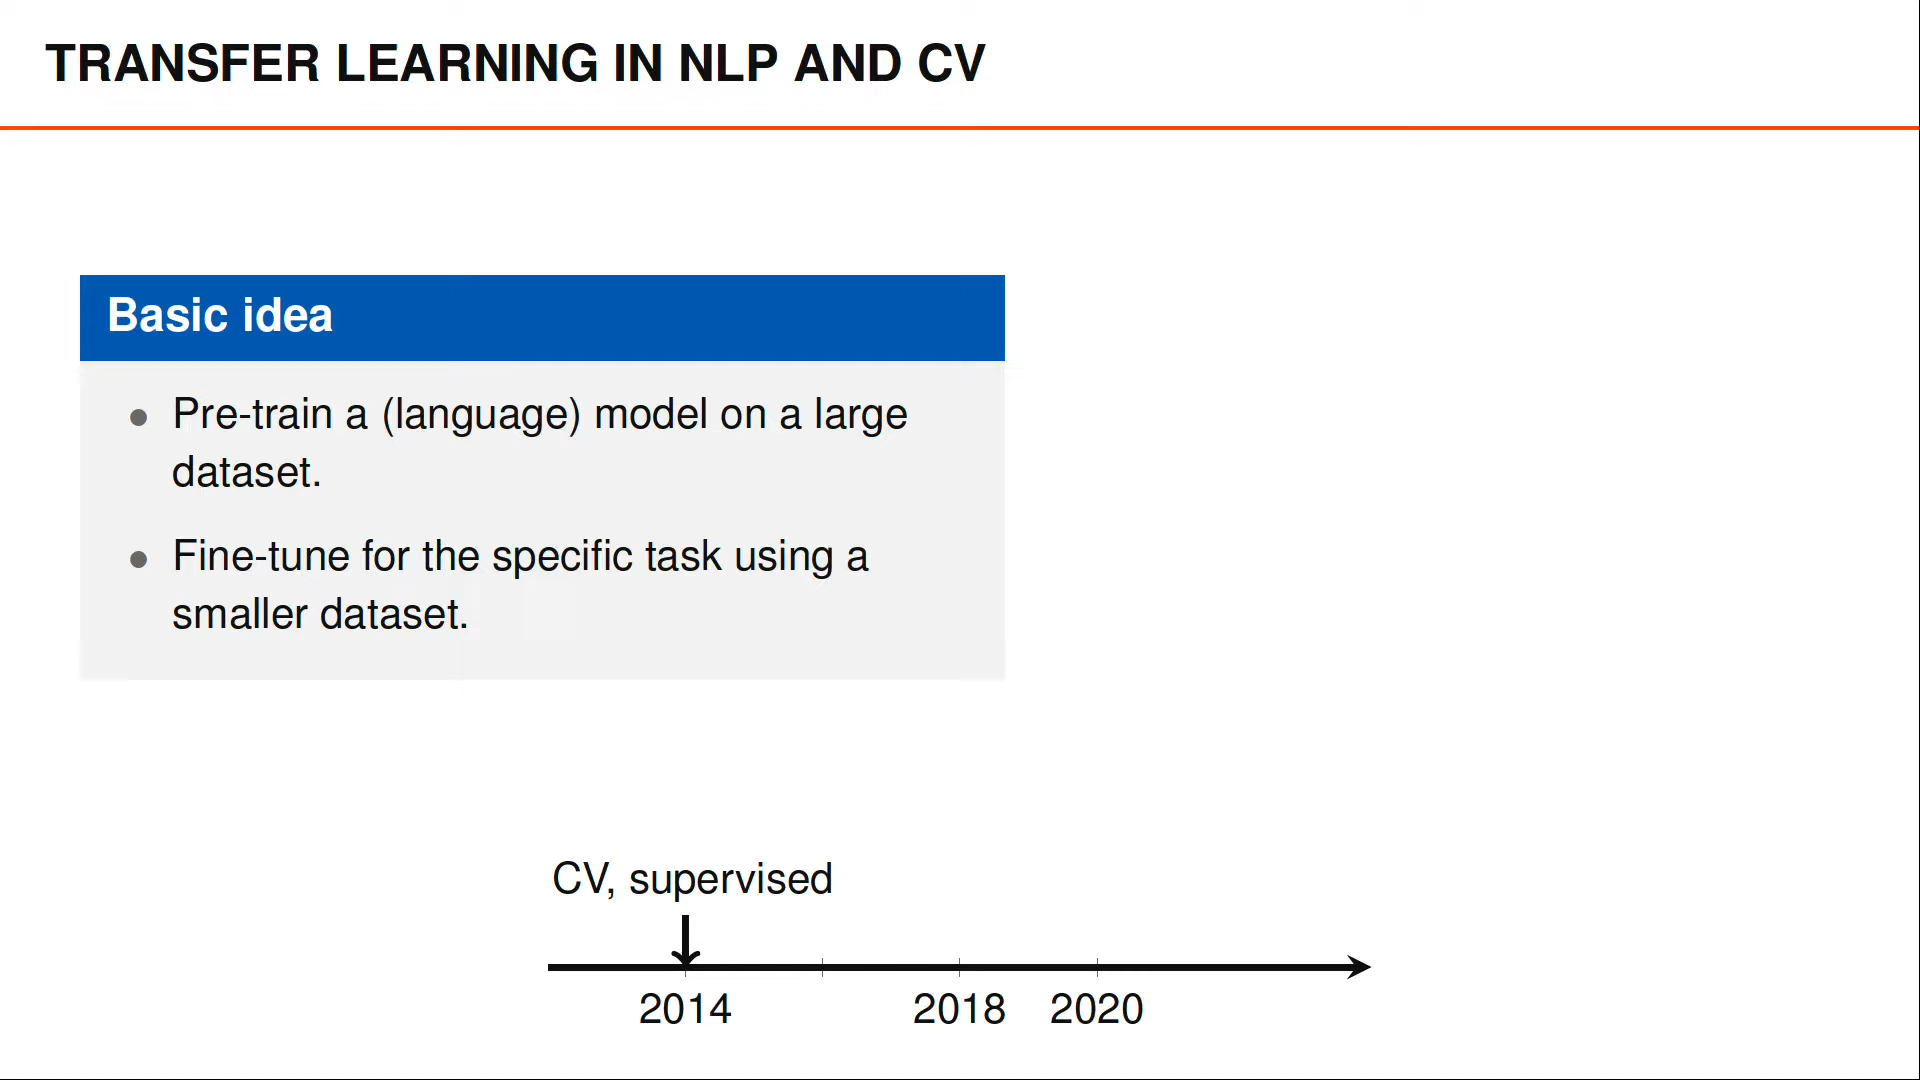 TRANSFER LEARNING IN NLP AND CV
Basic idea
● Pre-train a (language) model on a large
dataset.
● Fine-tune for the specific task using a
smaller dataset.
CV, supervised
2014 2018 2020